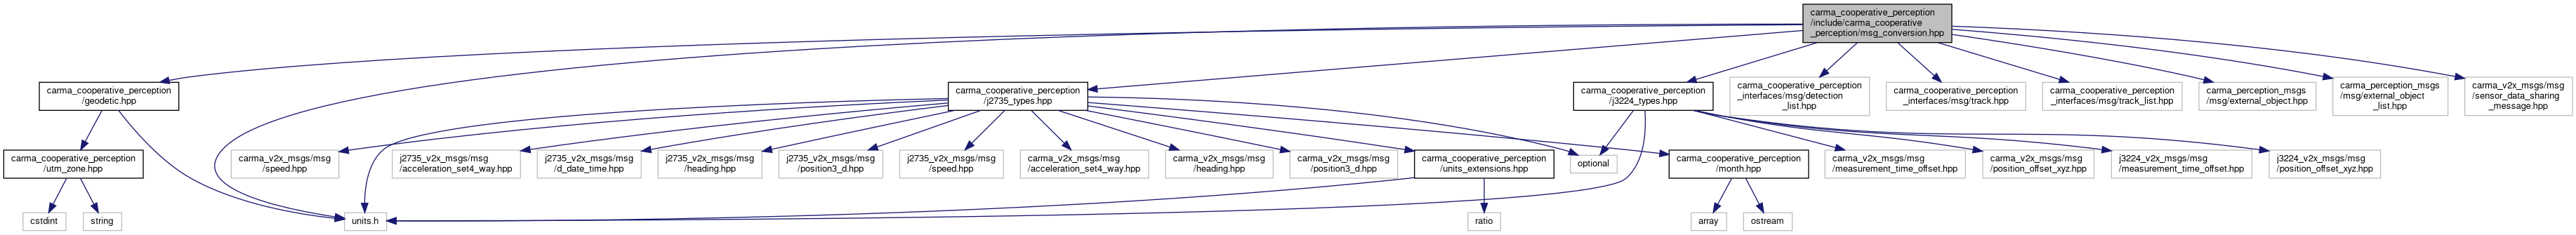 carma_cooperative_perception
/include/carma_cooperative
_perception/msg_conversion.hpp
carma_cooperative_perception
/geodetic.hpp
carma_cooperative_perception
/j2735_types.hpp
carma_cooperative_perception
/j3224_types.hpp
carma_cooperative_perception
_interfaces/msg/detection
_list.hpp
carma_cooperative_perception
_interfaces/msg/track.hpp
carma_cooperative_perception
_interfaces/msg/track_list.hpp
carma_perception_msgs
/msg/external_object.hpp
carma_perception_msgs
/msg/external_object
_list.hpp
carma_v2x_msgs/msg
/sensor_data_sharing
_message.hpp
carma_cooperative_perception
/utm_zone.hpp
carma_v2x_msgs/msg
/speed.hpp
j2735_v2x_msgs/msg
/acceleration_set4_way.hpp
j2735_v2x_msgs/msg
/d_date_time.hpp
j2735_v2x_msgs/msg
/heading.hpp
j2735_v2x_msgs/msg
/position3_d.hpp
j2735_v2x_msgs/msg
/speed.hpp
carma_v2x_msgs/msg
/acceleration_set4_way.hpp
carma_v2x_msgs/msg
/heading.hpp
carma_v2x_msgs/msg
/position3_d.hpp
carma_cooperative_perception
/units_extensions.hpp
optional
carma_cooperative_perception
/month.hpp
carma_v2x_msgs/msg
/measurement_time_offset.hpp
carma_v2x_msgs/msg
/position_offset_xyz.hpp
j3224_v2x_msgs/msg
/measurement_time_offset.hpp
j3224_v2x_msgs/msg
/position_offset_xyz.hpp
cstdint
string
units.h
ratio
array
ostream